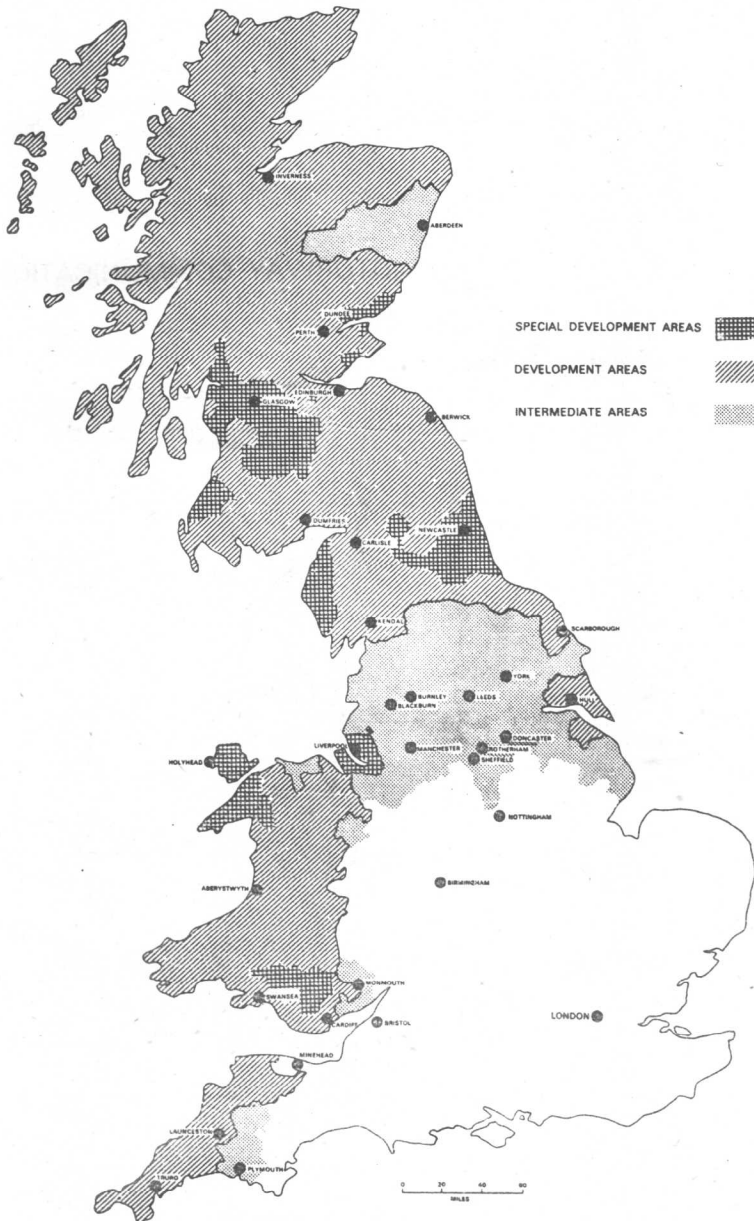 INVERNESS
ABERDEEN
DUNDEE
PERTH
SPECIAL DEVELOPMENT AREAS
DEVELOPMENT AREAS
INTERMEDIATE AREAS
EDINBURGH
GLASGOW
BERWICK
DUMFRIES
NEWCASTLE
CARLISLE
KENDAL
SCARBOROUGH
YORK
BURNLEY
LEEDS
BLACKBURN
HULL
DONCASTER
LIVERPOOL
MANCHESTER
ROTHERHAM
SHEFFIELD
HOLYHEAD
NOTTINGHAM
BIRMINGHAM
ABERYSTWYTH
MONMOUTH
SWANSEA
CARDIFF
BRISTOL
LONDON
MINEHEAD
LAUNCESTON
PLYMOUTH
TRURO
0 20 40 60
MILES